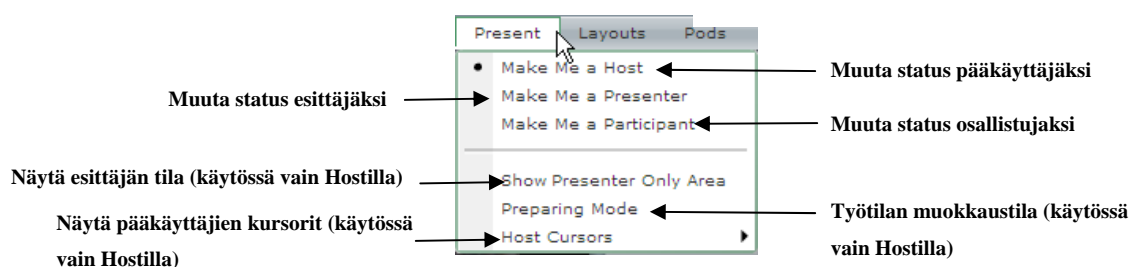 Present Layouts Pods
Make Me a Host
Make Me a Presenter
Make Me a Participant
Show Presenter Only Area
Preparing Mode
Host Cursors
Muuta status esittäjäksi
Näytä esittäjän tila (käytössä vain Hostilla)
Näytä pääkäyttäjien kursorit (käytössä
vain Hostilla)
Muuta status pääkäyttäjäksi
Muuta status osallistujaksi
Työtilan muokkaustila (käytössä
vain Hostilla)